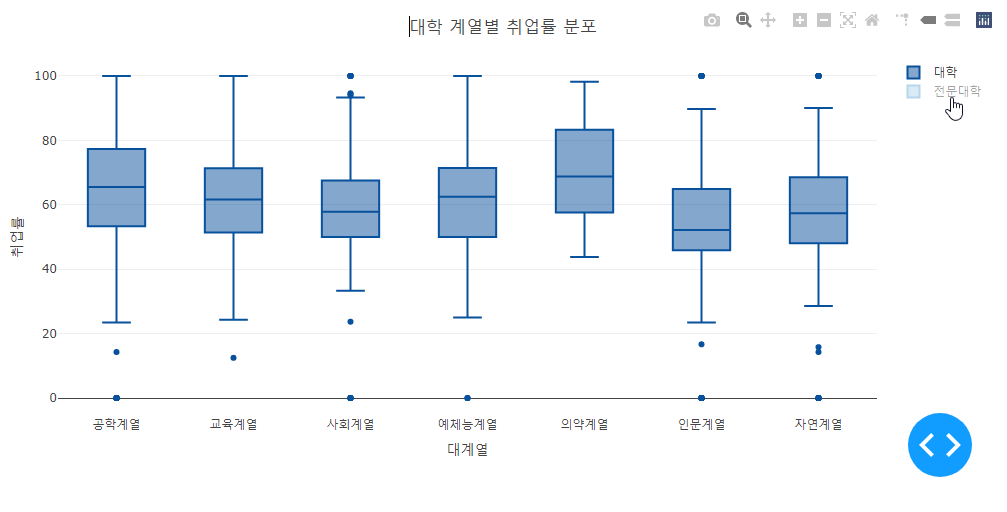 대학 계열별 취업률 분포
대학
전문대학
취업률
100
80
60
40
20
0
공학계열 교육계열 사회계열 예체능계열 의약계열 인문계열 자연계열
대계열